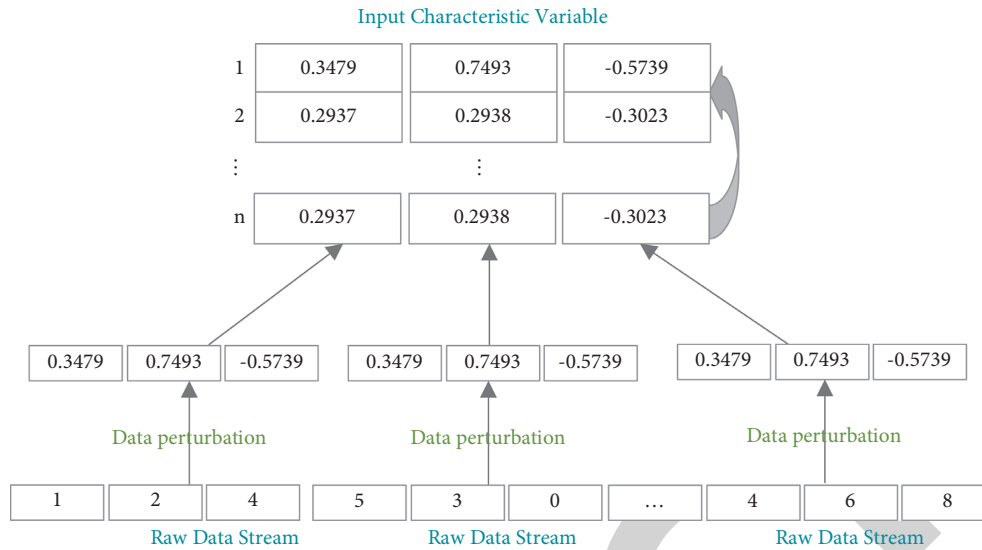 Input Characteristic Variable
1 0.3479 0.7493 -0.5739
2 0.2937 0.2938 -0.3023
⋮ ⋮
n 0.2937 0.2938 -0.3023
0.3479 0.7493 -0.5739 0.3479 0.7493 -0.5739 0.3479 0.7493 -0.5739
Data perturbation Data perturbation Data perturbation
1 2 4 5 3 0 ... 4 6 8
Raw Data Stream Raw Data Stream Raw Data Stream